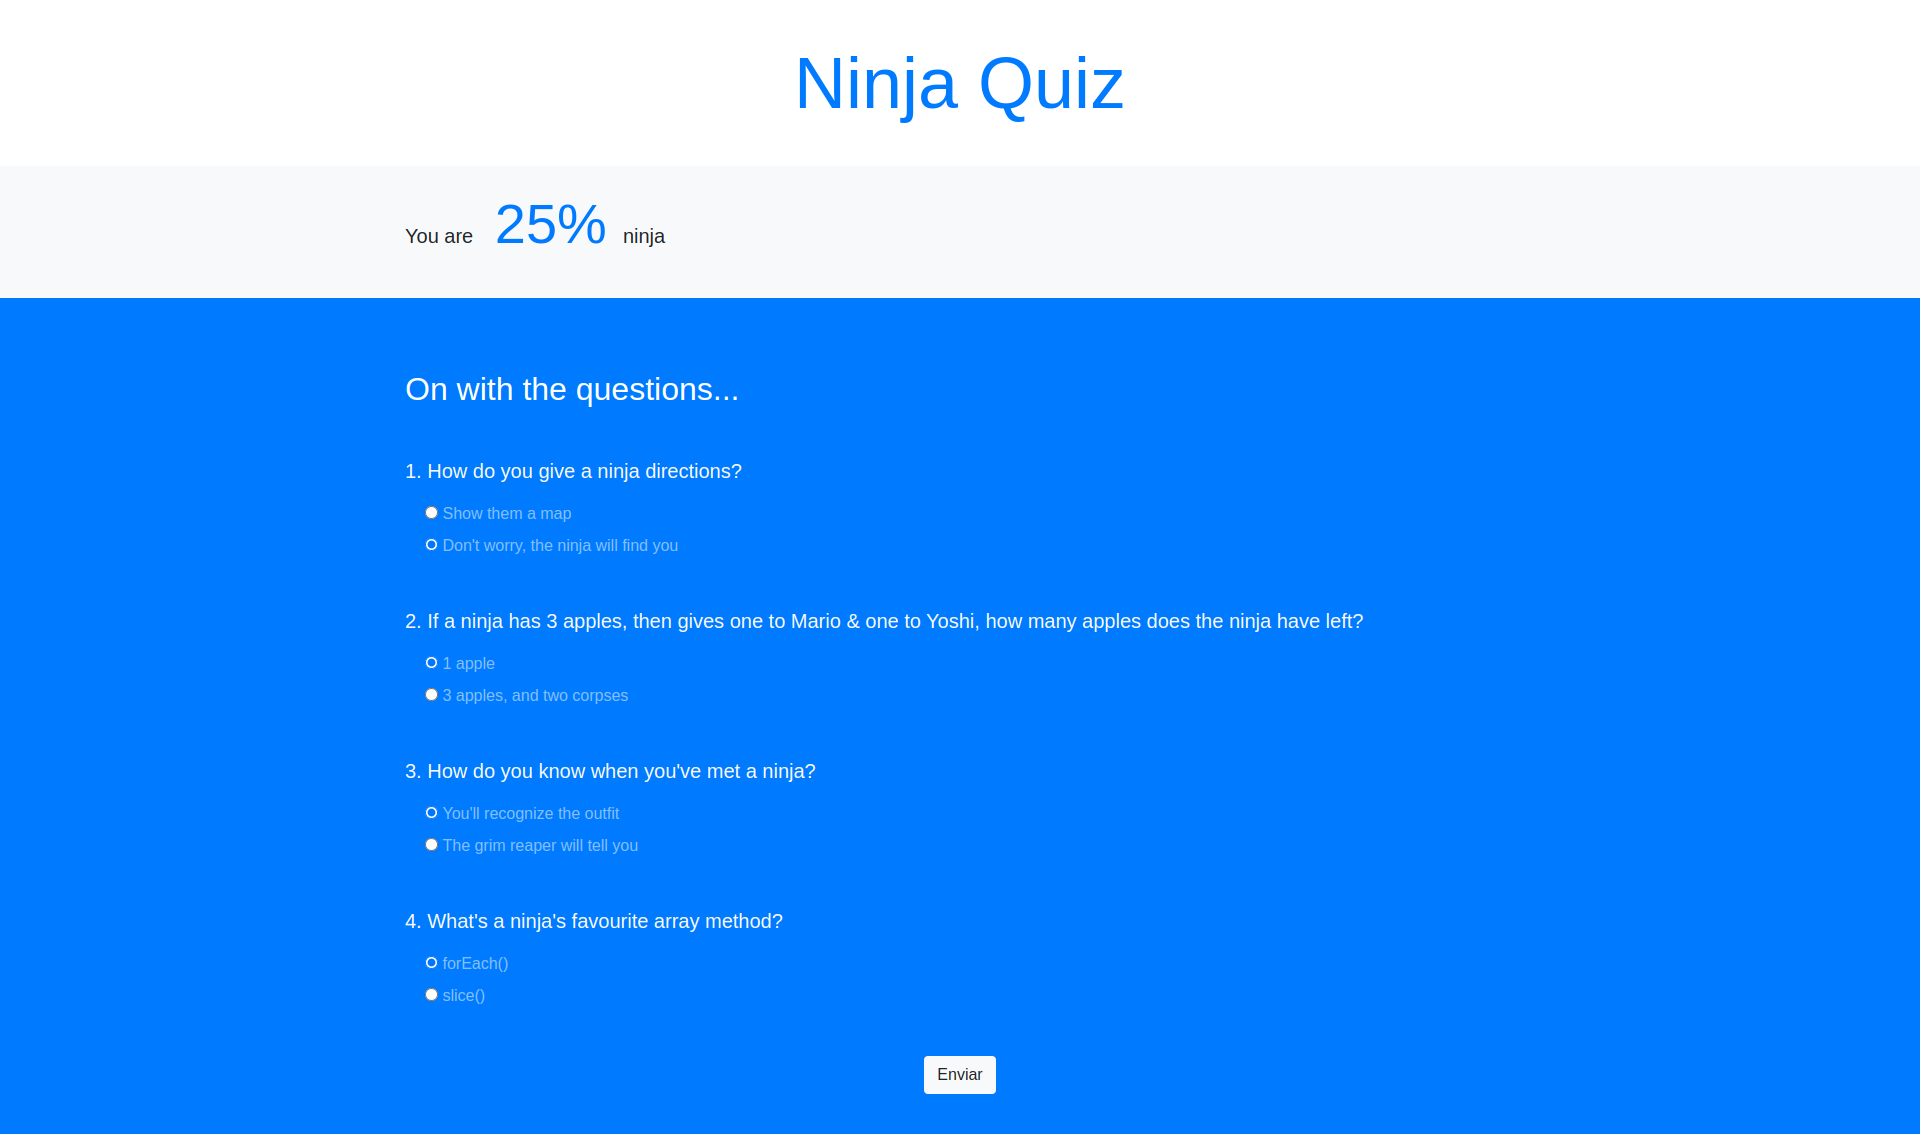 Ninja Quiz
You are 25% ninja
On with the questions...
1. How do you give a ninja directions?
Show them a map
Don't worry, the ninja will find you
2. If a ninja has 3 apples, then gives one to Mario & one to Yoshi, how many apples does the ninja have left?
1 apple
3 apples, and two corpses
3. How do you know when you've met a ninja?
You'll recognize the outfit
The grim reaper will tell you
4. What's a ninja's favourite array method?
forEach()
slice()
Enviar